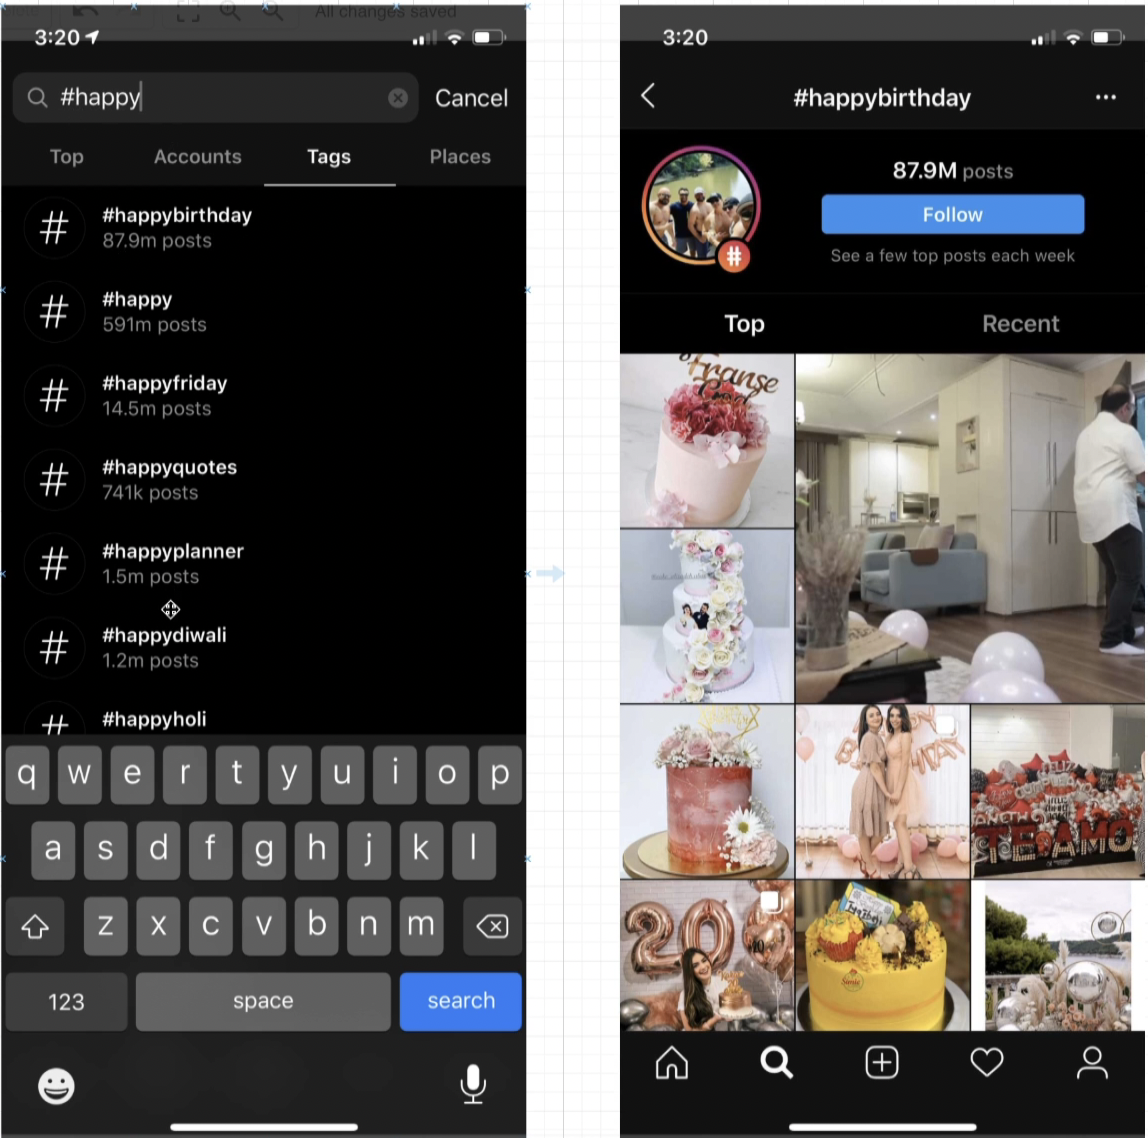 All changes saved
3:20
#happy
Cancel
Top
Accounts
Tags
Places
#happybirthday
87.9m posts
#happy
591m posts
#happyfriday
14.5m posts
#happyquotes
741k posts
#happyplanner
1.5m posts
#happydiwali
1.2m posts
#happyholi
q w e r t y u i o p
a s d f g h j k l
z x c v b n m
123
space
search
3:20
#happybirthday
87.9M posts
Follow
See a few top posts each week
Top
Recent
Franse
FELIZ
TE AMO
20